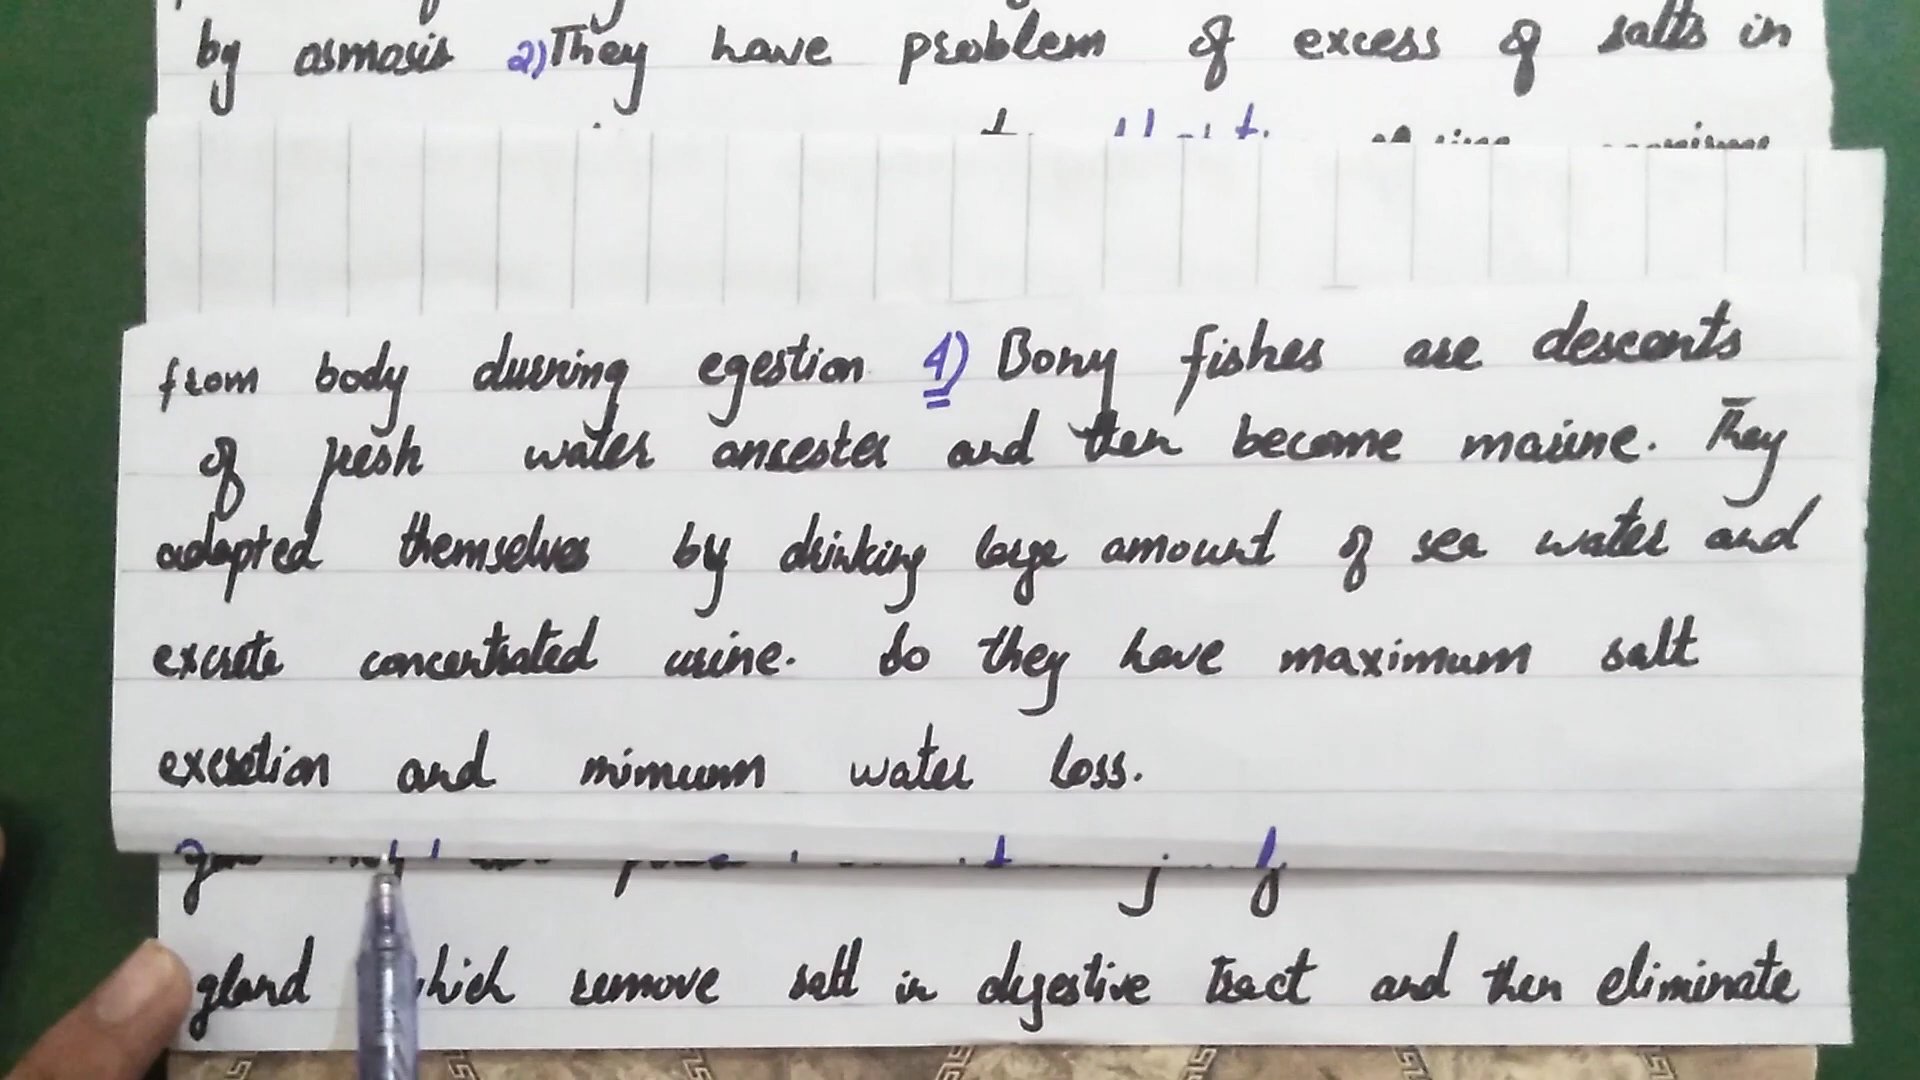 by osmosis 2) They have problem of excess of salts in
from body during egestion 4) Bony fishes are descents
of fresh water ancester and then become marine. They
adapted themselves by drinking large amount of sea water and
excrete concentrated urine. So they have maximum salt
excretion and mimumm water loss.
gland which remove salt in digestive tract and then eliminate